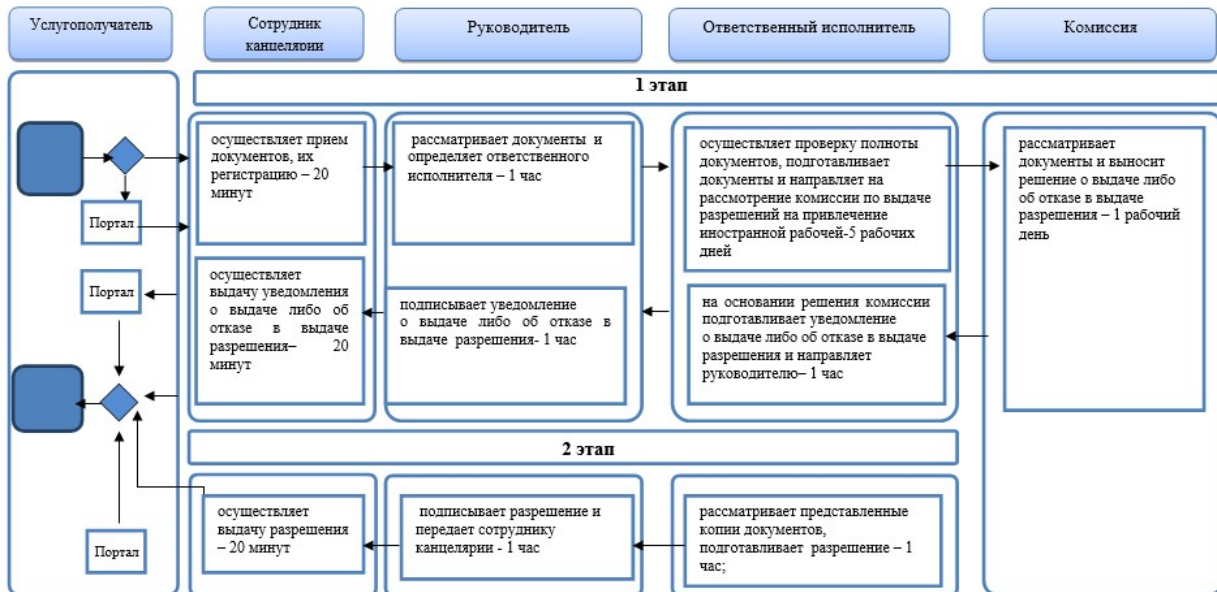 Услугополучатель
Сотрудник
канцелярии
Руководитель
Ответственный исполнитель
Комиссия
1 этап
осуществляет прием
документов, их
регистрацию – 20
минут
рассматривает документы и
определяет ответственного
исполнителя – 1 час
осуществляет проверку полноты
документов, подготавливает
документы и направляет на
рассмотрение комиссии по выдаче
разрешений на привлечение
иностранной рабочей-5 рабочих
дней
рассматривает
документы и выносит
решение о выдаче либо
об отказе в выдаче
разрешения – 1 рабочий
день
Портал
Портал
осуществляет
выдачу уведомления
о выдаче либо об
отказе в выдаче
разрешения– 20
минут
подписывает уведомление
о выдаче либо об отказе в
выдаче разрешения- 1 час
на основании решения комиссии
подготавливает уведомление
о выдаче либо об отказе в выдаче
разрешения и направляет
руководителю– 1 час
2 этап
Портал
осуществляет
выдачу разрешения
– 20 минут
подписывает разрешение и
передает сотруднику
канцелярии - 1 час
рассматривает представленные
копии документов,
подготавливает разрешение – 1
час;